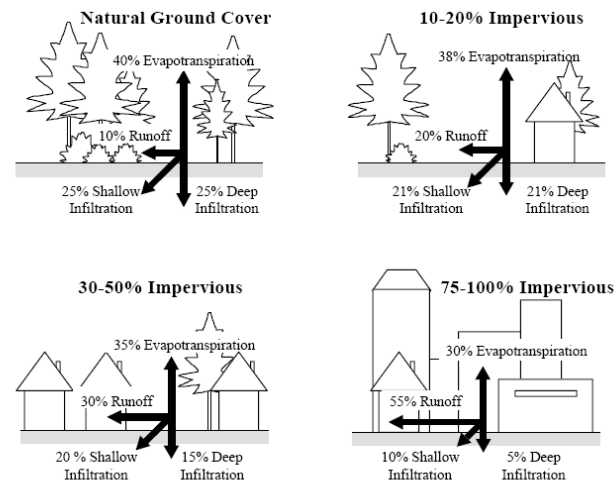 Natural Ground Cover
40% Evapotranspiration
10% Runoff
25% Shallow
Infiltration
25% Deep
Infiltration
10-20% Impervious
38% Evapotranspiration
20% Runoff
21% Shallow
Infiltration
21% Deep
Infiltration
30-50% Impervious
35% Evapotranspiration
30% Runoff
20 % Shallow
Infiltration
15% Deep
Infiltration
75-100% Impervious
30% Evapotranspiration
55% Runoff
10% Shallow
Infiltration
5% Deep
Infiltration